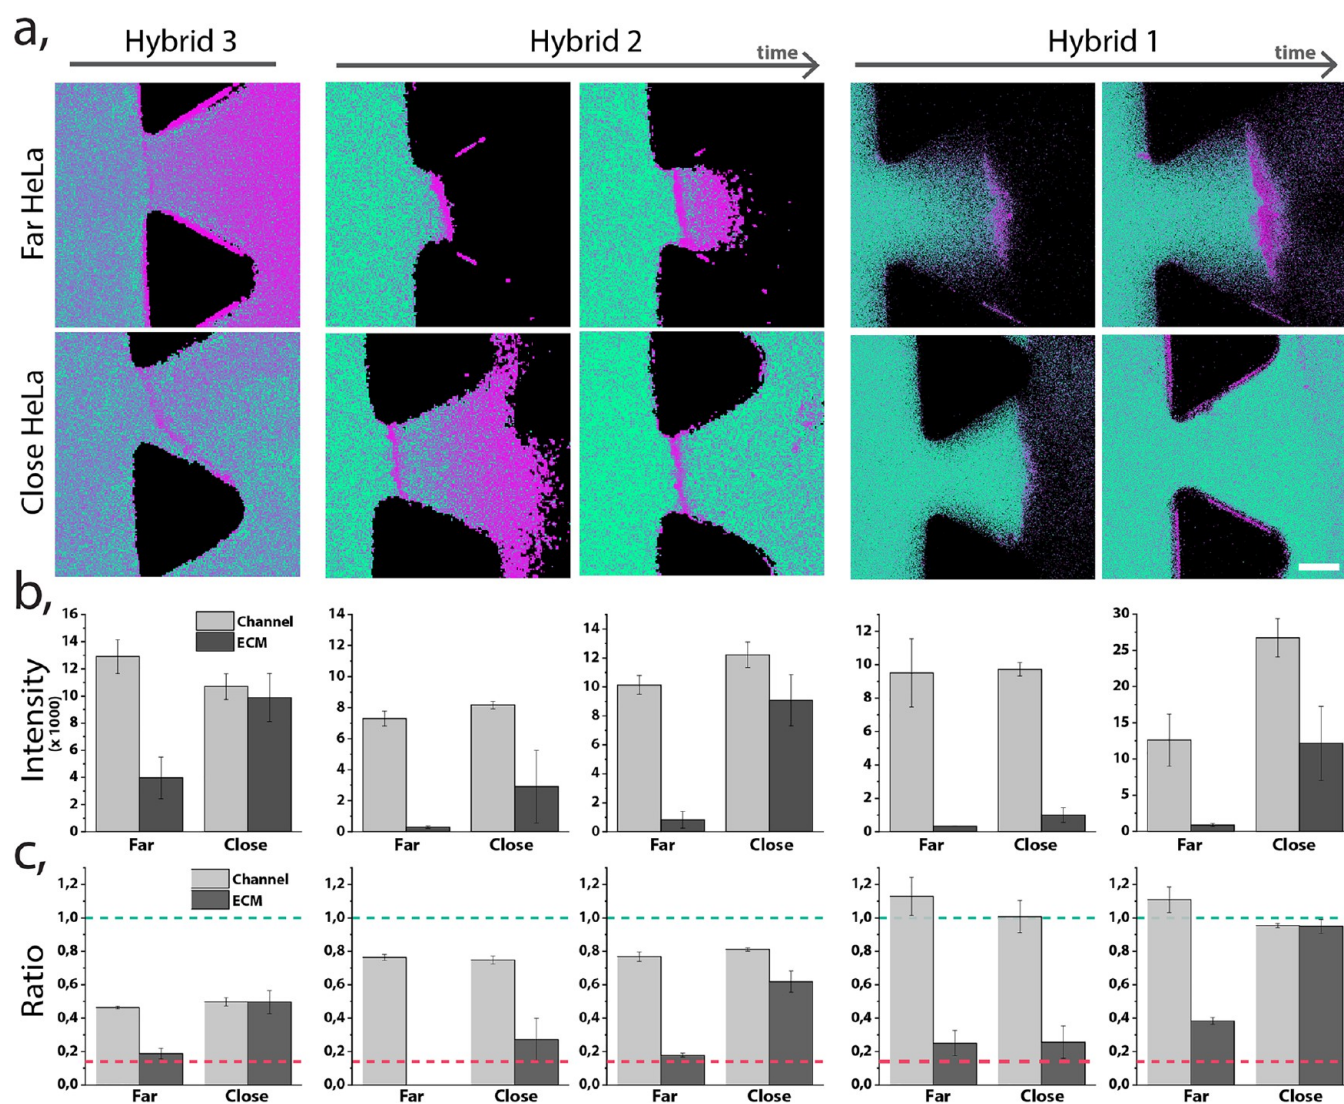 a,
Hybrid 3
Hybrid 2
time
Hybrid 1
time
Far HeLa
Close HeLa
b,
Intensity
(x 1000)
16
14
12
10
8
6
4
2
0
Channel
ECM
Far Close
14
12
10
8
6
4
2
0
Far Close
14
12
10
8
6
4
2
0
Far Close
12
10
8
6
4
2
0
Far Close
30
25
20
15
10
5
0
Far Close
c,
Ratio
1,2
1,0
0,8
0,6
0,4
0,2
0,0
Channel
ECM
Far Close
1,2
1,0
0,8
0,6
0,4
0,2
0,0
Far Close
1,2
1,0
0,8
0,6
0,4
0,2
0,0
Far Close
1,2
1,0
0,8
0,6
0,4
0,2
0,0
Far Close
1,2
1,0
0,8
0,6
0,4
0,2
0,0
Far Close